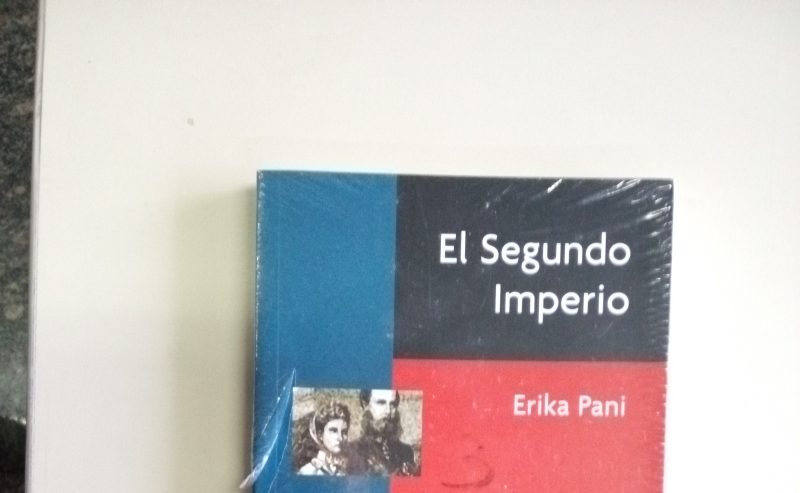 El Segundo
Imperio
Erika Pani